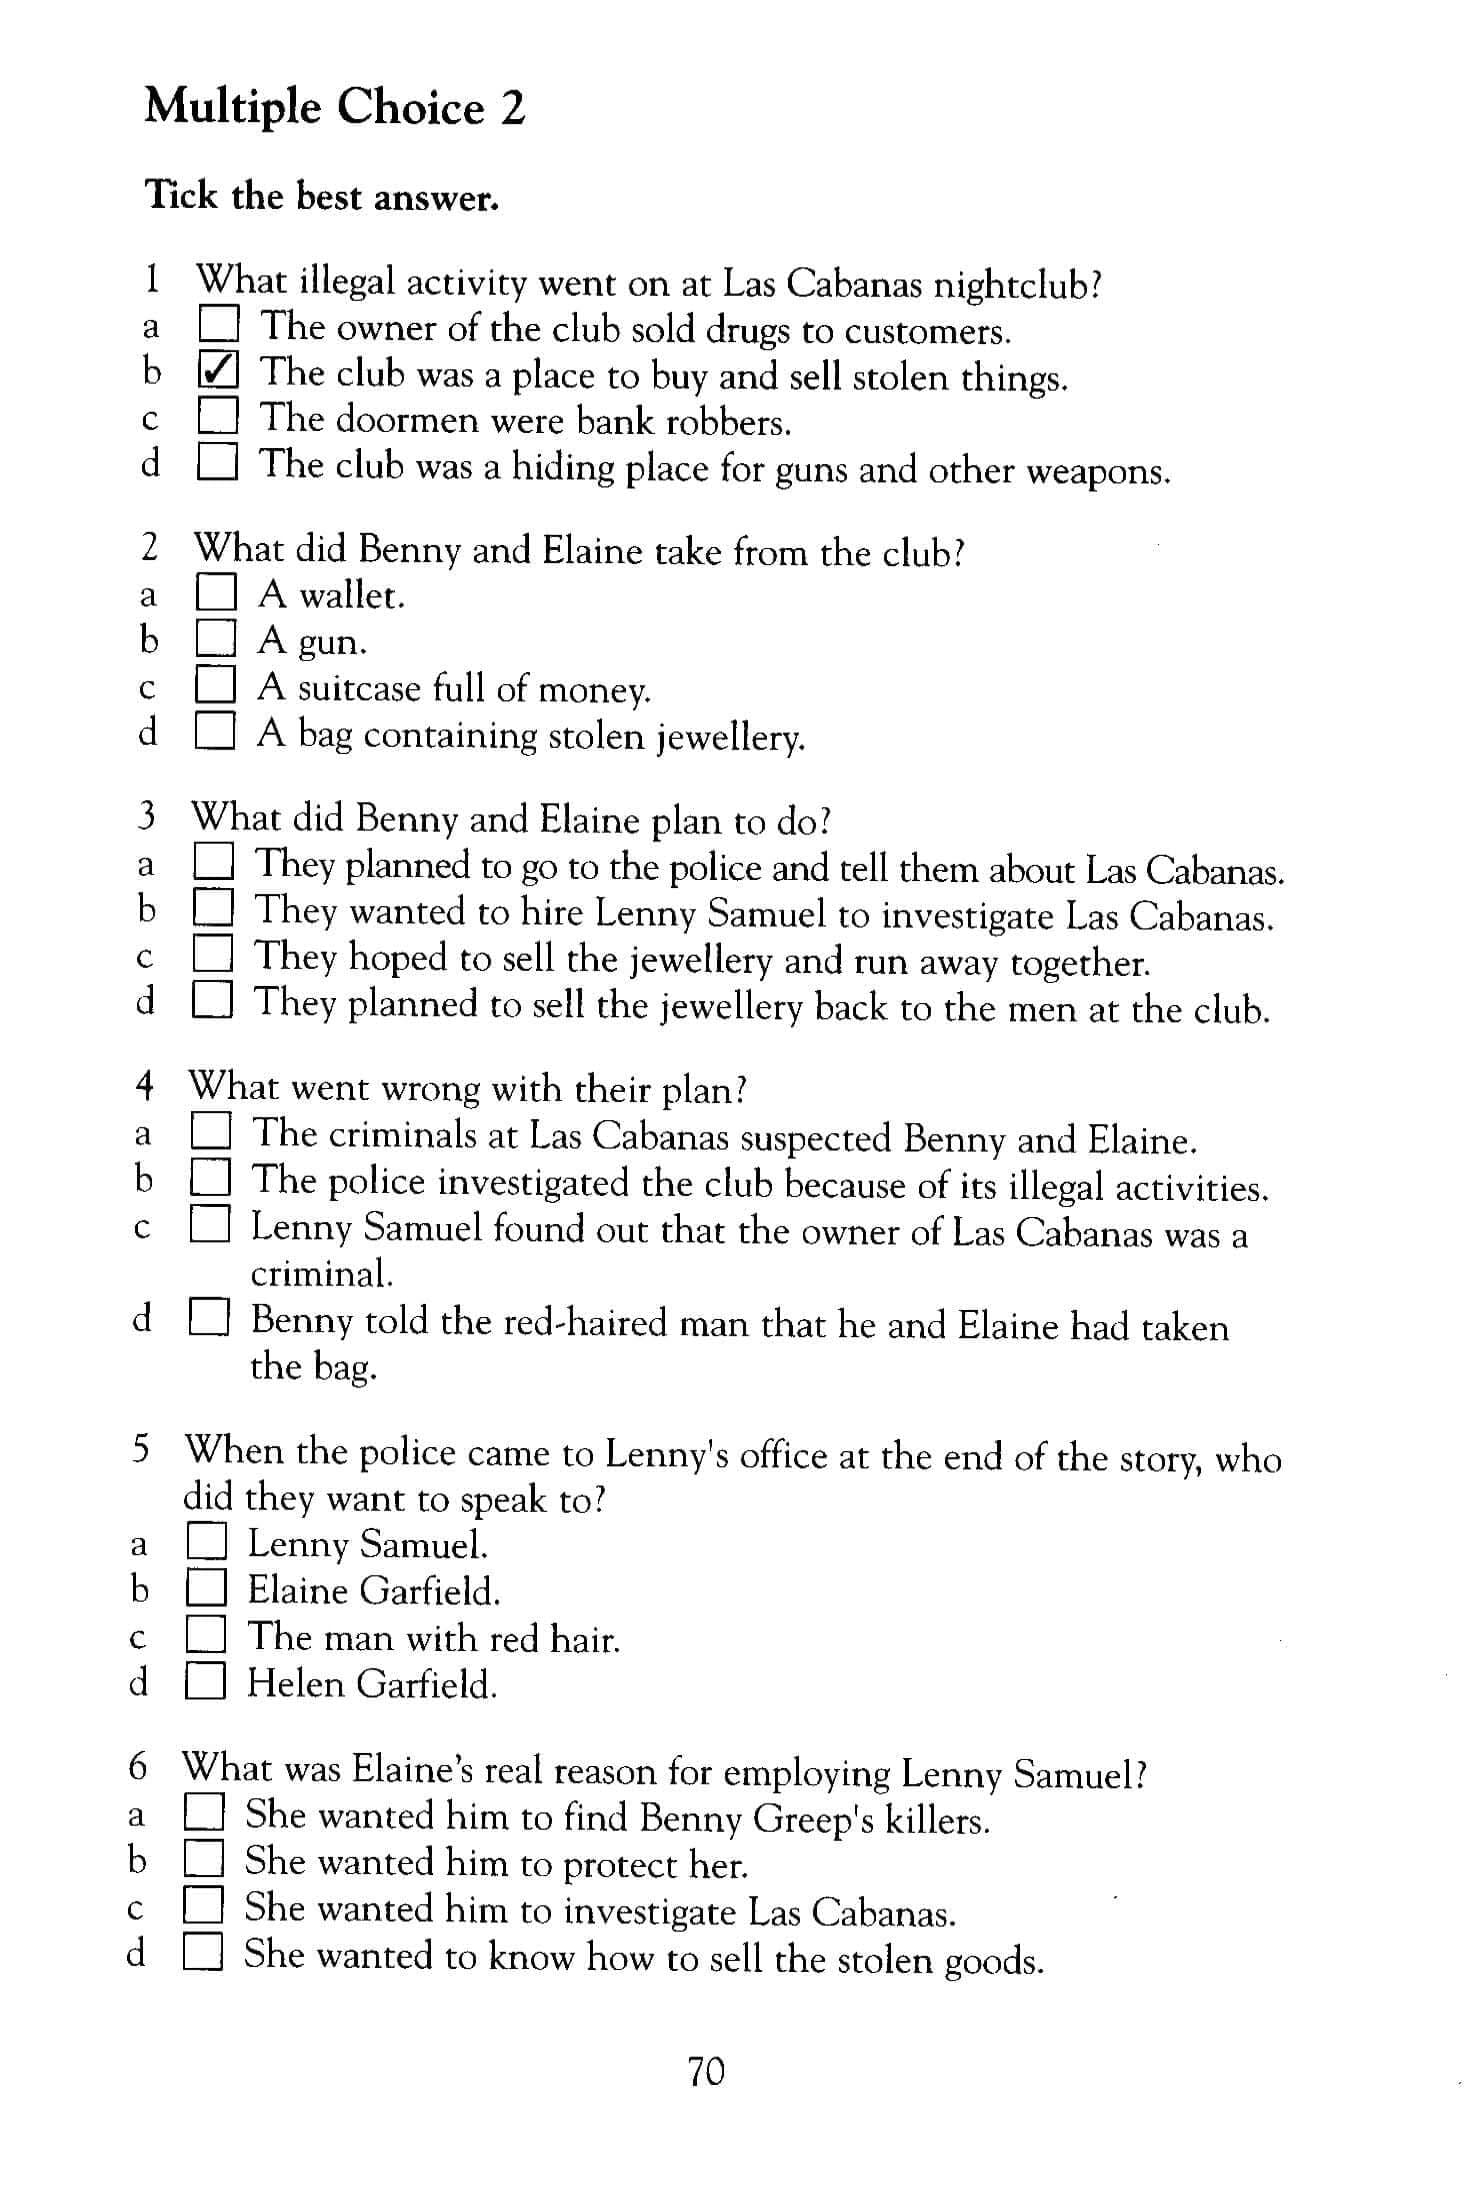 Multiple Choice 2
Tick the best answer.
1 What illegal activity went on at Las Cabanas nightclub?
a ☐ The owner of the club sold drugs to customers.
b ☑ The club was a place to buy and sell stolen things.
c ☐ The doormen were bank robbers.
d ☐ The club was a hiding place for guns and other weapons.
2 What did Benny and Elaine take from the club?
a ☐ A wallet.
b ☐ A gun.
c ☐ A suitcase full of money.
d ☐ A bag containing stolen jewellery.
3 What did Benny and Elaine plan to do?
a ☐ They planned to go to the police and tell them about Las Cabanas.
b ☐ They wanted to hire Lenny Samuel to investigate Las Cabanas.
c ☐ They hoped to sell the jewellery and run away together.
d ☐ They planned to sell the jewellery back to the men at the club.
4 What went wrong with their plan?
a ☐ The criminals at Las Cabanas suspected Benny and Elaine.
b ☐ The police investigated the club because of its illegal activities.
c ☐ Lenny Samuel found out that the owner of Las Cabanas was a
criminal.
d ☐ Benny told the red-haired man that he and Elaine had taken
the bag.
5 When the police came to Lenny's office at the end of the story, who
did they want to speak to?
a ☐ Lenny Samuel.
b ☐ Elaine Garfield.
c ☐ The man with red hair.
d ☐ Helen Garfield.
6 What was Elaine's real reason for employing Lenny Samuel?
a ☐ She wanted him to find Benny Greep's killers.
b ☐ She wanted him to protect her.
c ☐ She wanted him to investigate Las Cabanas.
d ☐ She wanted to know how to sell the stolen goods.
70